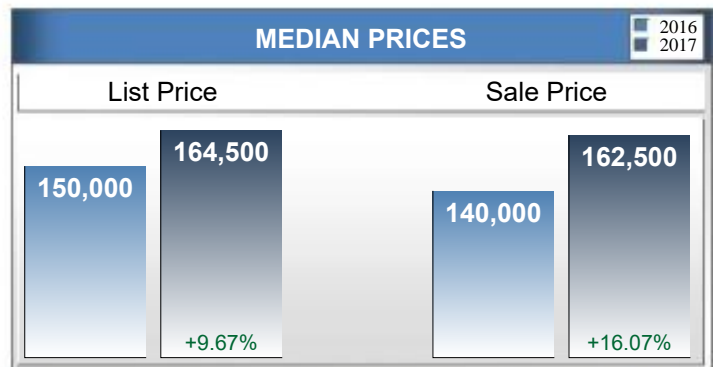 MEDIAN PRICES
2016
2017
List Price
Sale Price
150,000
164,500
+9.67%
140,000
162,500
+16.07%